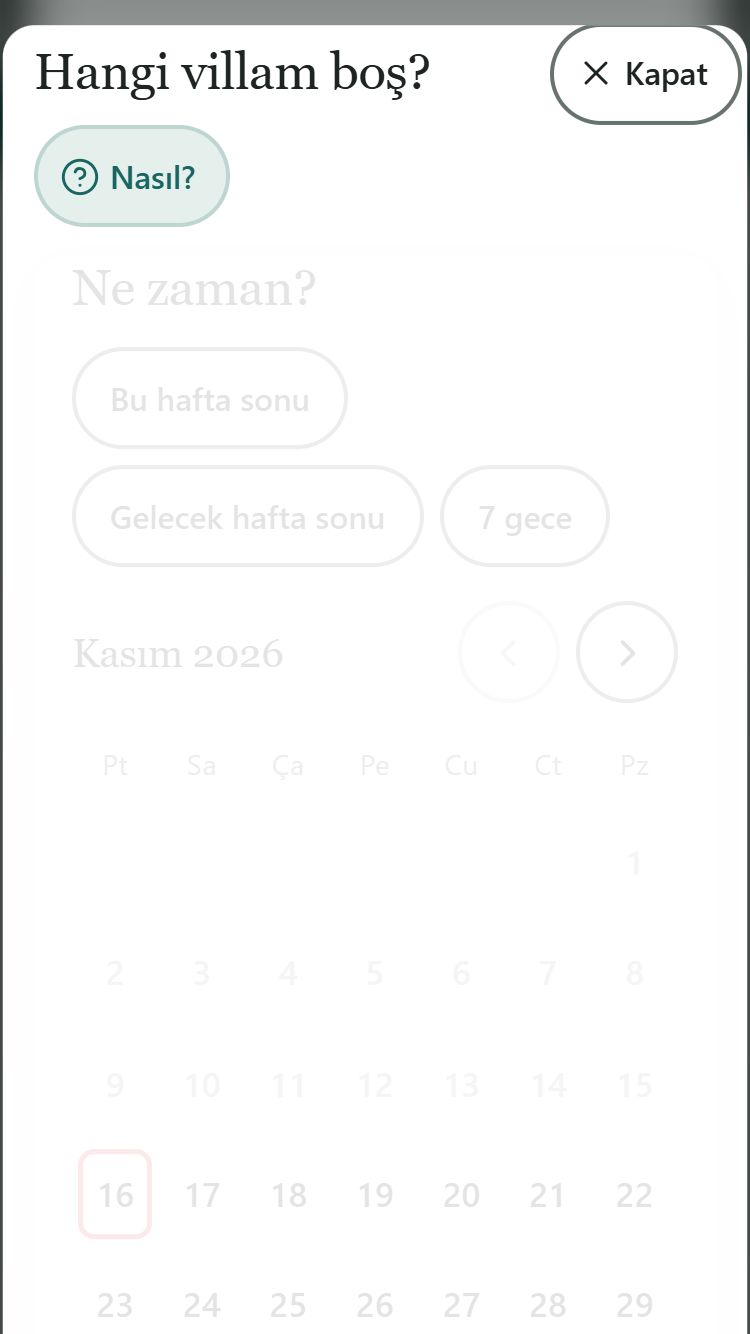 Hangi villam boş?
Kapat
Nasıl?
Ne zaman?
Bu hafta sonu
Gelecek hafta sonu
7 gece
Kasım 2026
Pt Sa Ça Pe Cu Ct Pz
1
2 3 4 5 6 7 8
9 10 11 12 13 14 15
16 17 18 19 20 21 22
23 24 25 26 27 28 29